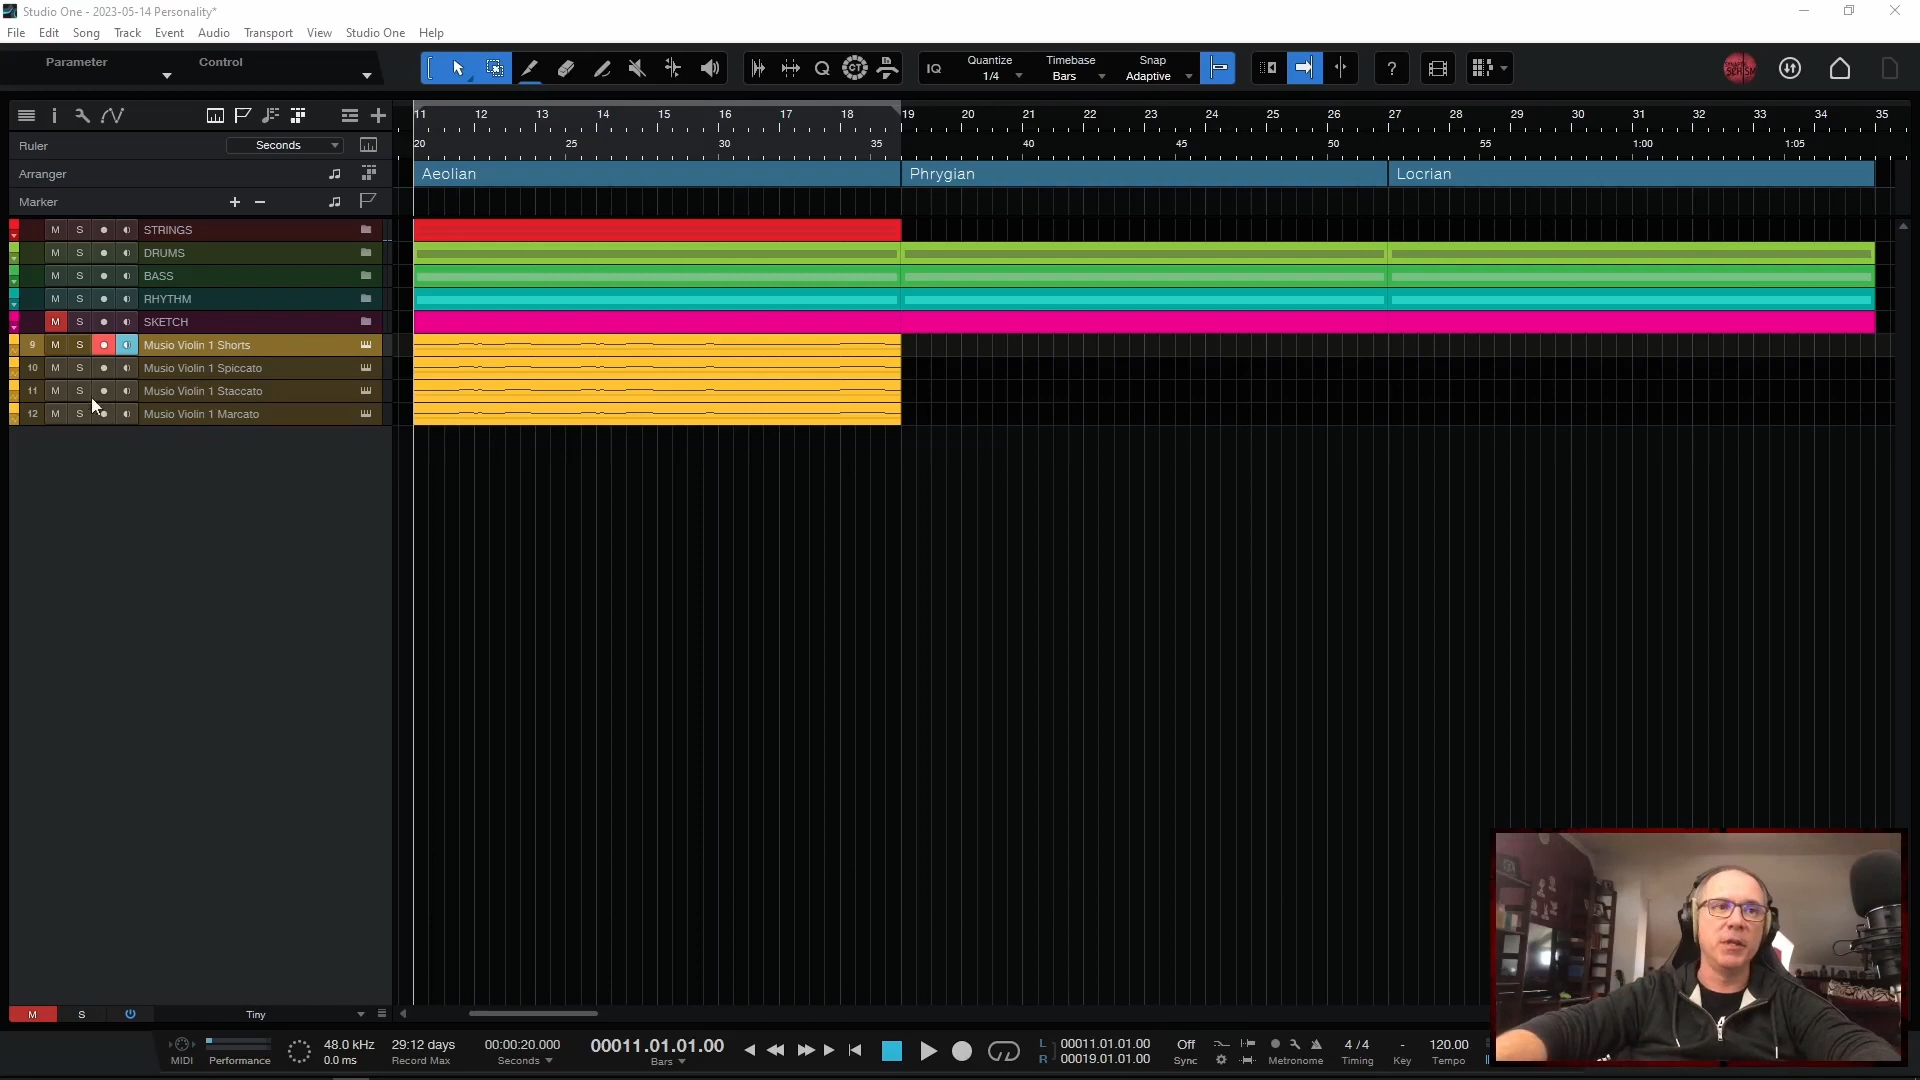 Studio One - 2023-05-14 Personality*
File Edit Song Track Event Audio Transport View Studio One Help
Parameter Control
IQ Quantize 1/4 Timebase Bars Snap Adaptive ?
11 12 13 14 15 16 17 18 19 20 21 22 23 24 25 26 27 28 29 30 31 32 33 34 35
Ruler Seconds 20 25 30 35 40 45 50 55 1:00 1:05
Arranger Aeolian Phrygian Locrian
Marker
M S STRINGS
M S DRUMS
M S BASS
M S RHYTHM
M S SKETCH
9 M S Musio Violin 1 Shorts
10 M S Musio Violin 1 Spiccato
11 M S Musio Violin 1 Staccato
12 M S Musio Violin 1 Marcato
M S Tiny
48.0 kHz 29:12 days 00:00:20.000 00011.01.01.00 L 00011.01.01.00 Off 4 / 4 - 120.00
MIDI Performance 0.0 ms Record Max Seconds Bars R 00019.01.01.00 Sync Metronome Timing Key Tempo